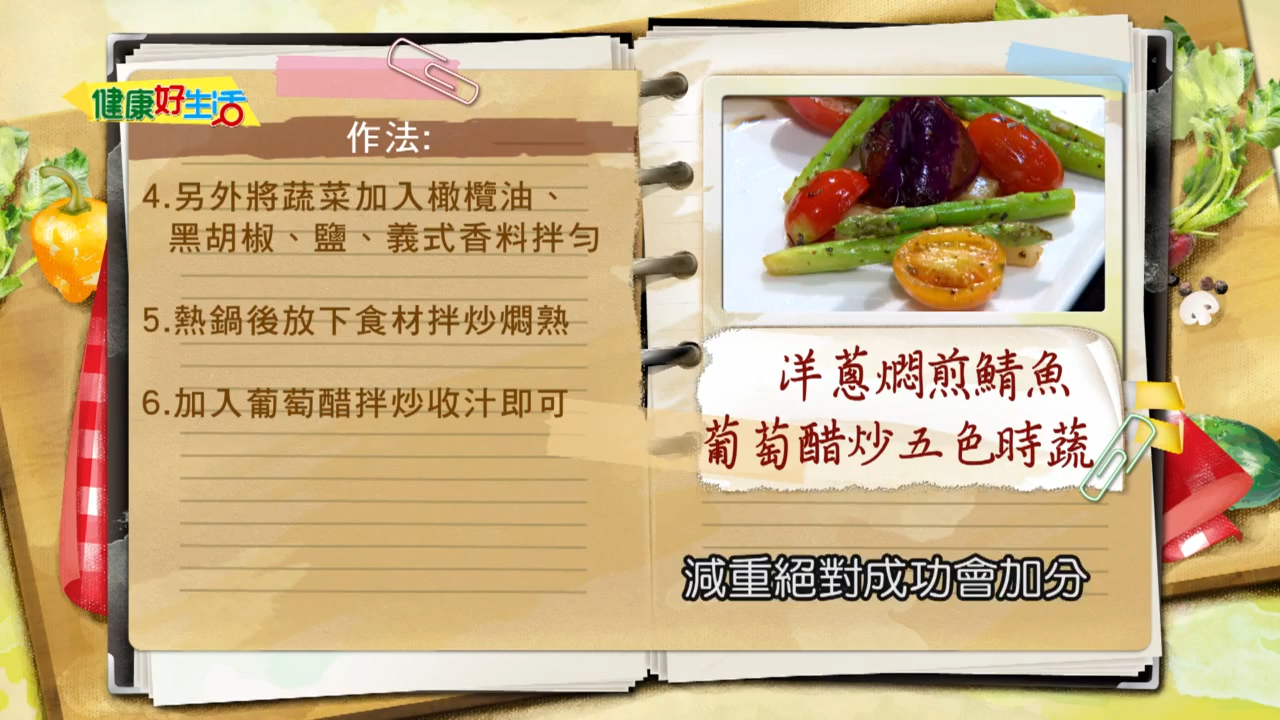 健康好生活
作法:
4.另外將蔬菜加入橄欖油、
黑胡椒、鹽、義式香料拌勻
5.熱鍋後放下食材拌炒燜熟
6.加入葡萄醋拌炒收汁即可
洋蔥燜煎鯖魚
葡萄醋炒五色時蔬
減重絕對成功會加分